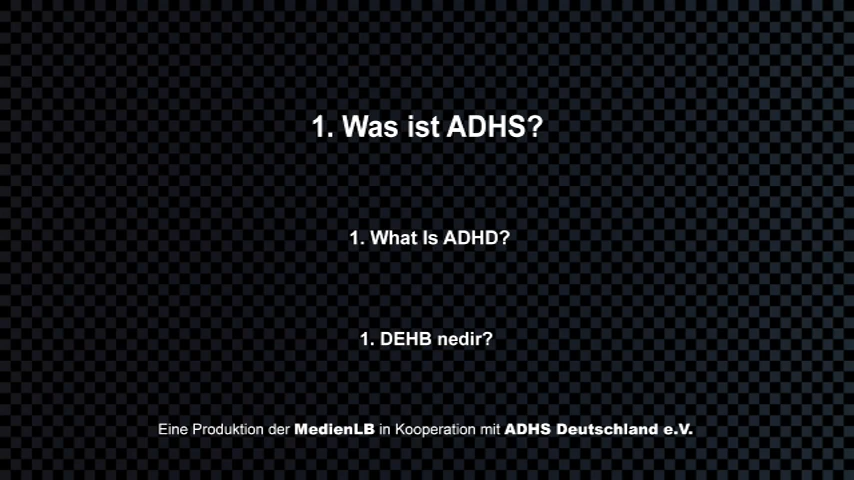 1. Was ist ADHS?
1. What Is ADHD?
1. DEHB nedir?
Eine Produktion der MedienLB in Kooperation mit ADHS Deutschland e.V.